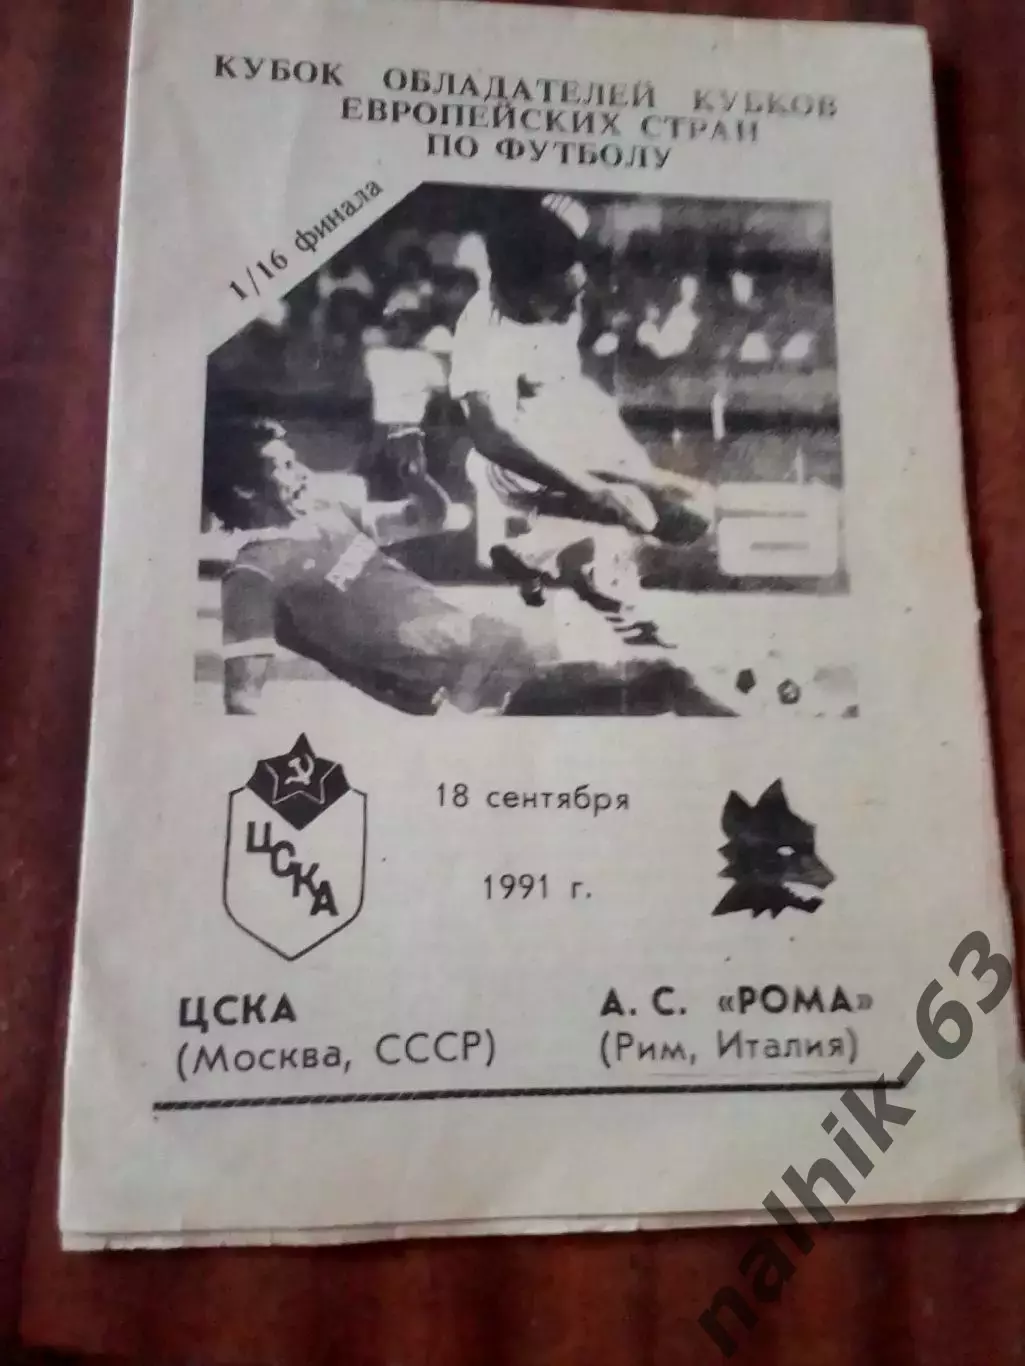 КУБОК ОБЛАДАТЕЛЕЙ КУБКОВ
ЕВРОПЕЙСКИХ СТРАН
ПО ФУТБОЛУ
1/16 финала
ЦСКА
18 сентября
1991 г.
ЦСКА
(Москва, СССР)
А. С. «РОМА»
(Рим, Италия)
nalhik-63